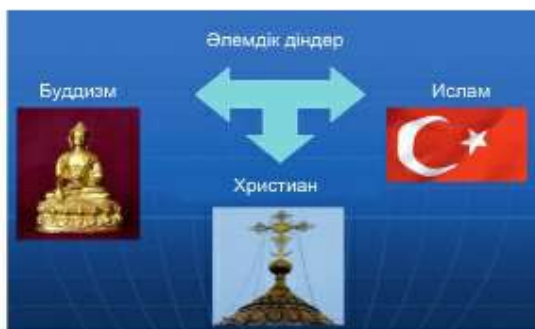 Әлемдік діндер
Буддизм
Ислам
Христиан